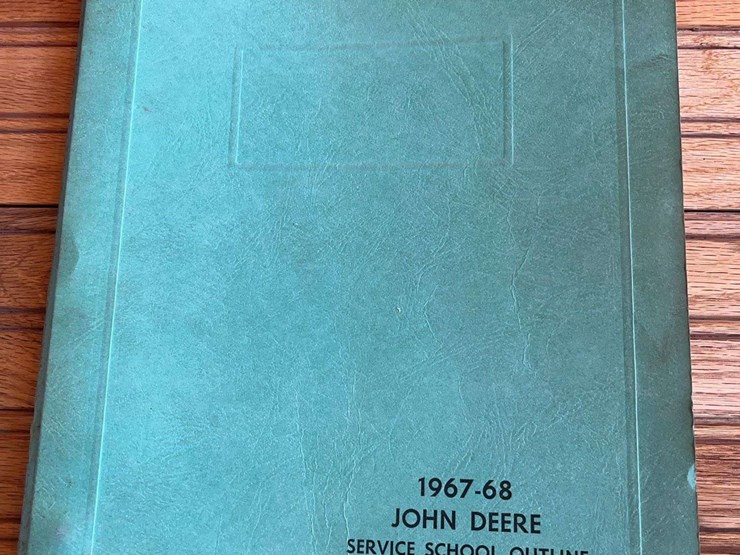 1967-68
JOHN DEERE
SERVICE SCHOOL OUTLINE